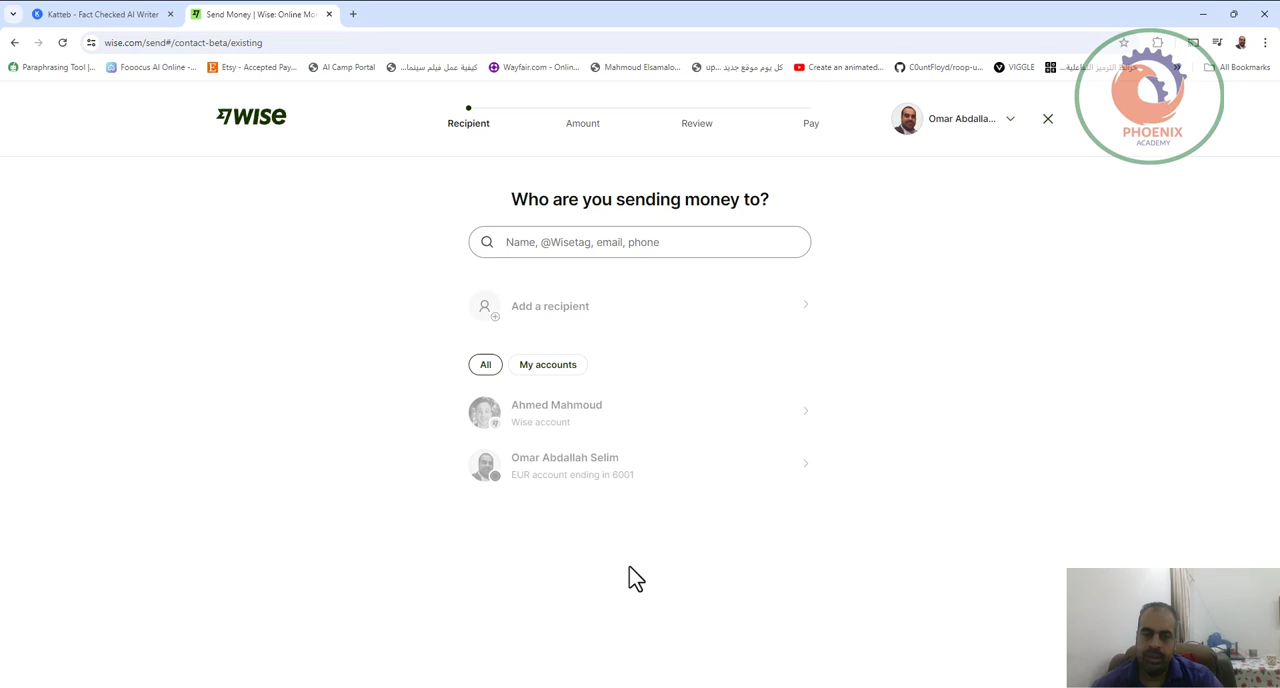 Katteb - Fact Checked AI Writer
Send Money | Wise: Online Mo
wise.com/send#/contact-beta/existing
Paraphrasing Tool |...
Fooocus AI Online -...
Etsy - Accepted Pay...
AI Camp Portal
كيفية عمل فيلم سينما...
Wayfair.com - Onlin...
Mahmoud Elsamalo...
كل يوم موقع جديد up...
Create an animated...
C0untFloyd/roop-u...
VIGGLE
All Bookmarks
WISE
Recipient
Amount
Review
Pay
Omar Abdalla...
PHOENIX
ACADEMY
Who are you sending money to?
Name, @Wisetag, email, phone
Add a recipient
All
My accounts
Ahmed Mahmoud
Wise account
Omar Abdallah Selim
EUR account ending in 6001